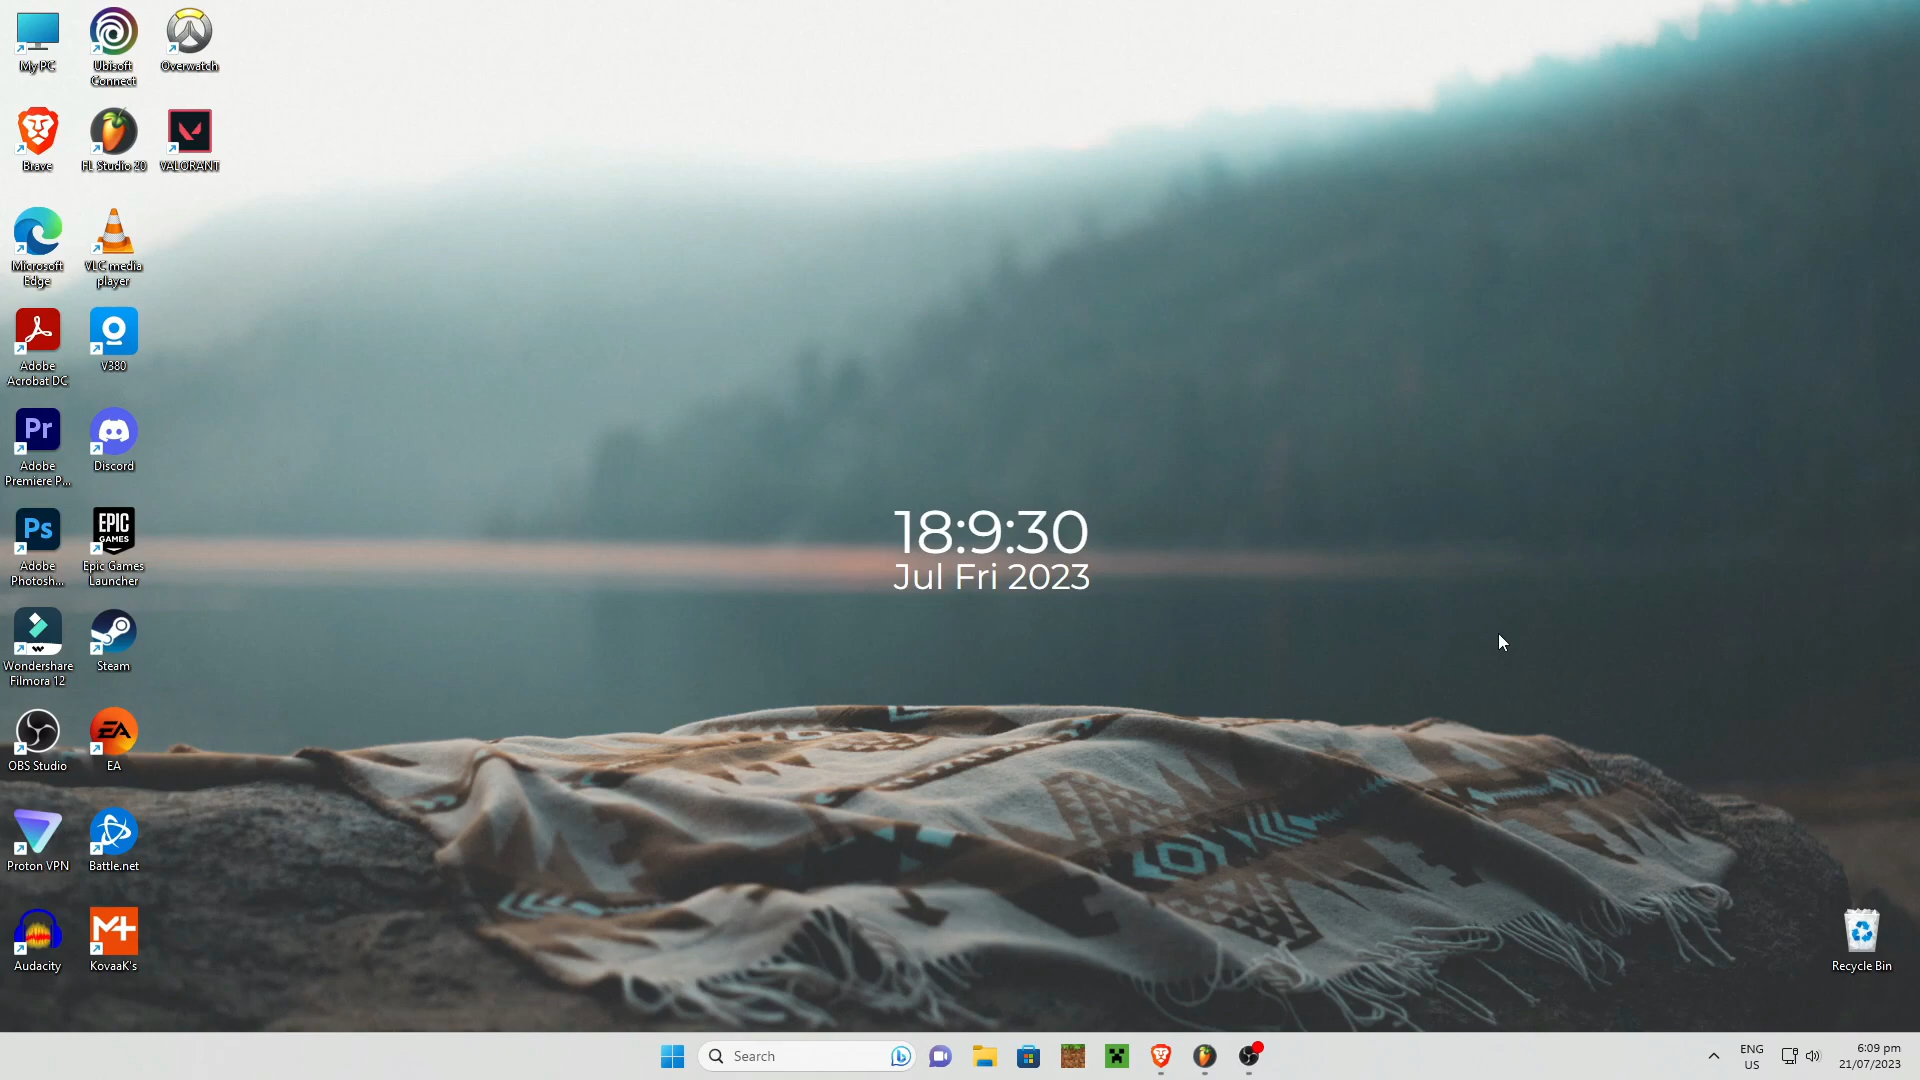 My PC
Ubisoft
Connect
Overwatch
Brave
FL Studio 20
VALORANT
Microsoft
Edge
VLC media
player
Adobe
Acrobat DC
V380
Pr
Adobe
Premiere P...
Discord
Ps
Adobe
Photosh...
EPIC
GAMES
Epic Games
Launcher
Wondershare
Filmora 12
Steam
OBS Studio
EA
EA
Proton VPN
Battle.net
Audacity
KovaaK's
18:9:30
Jul Fri 2023
Recycle Bin
Search
ENG
US
6:09 pm
21/07/2023